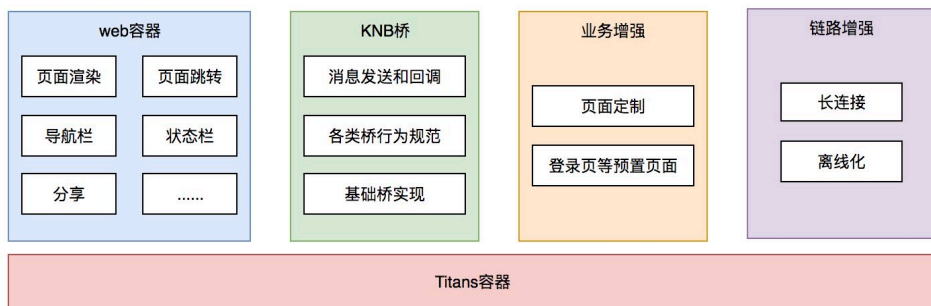 web容器
页面渲染
页面跳转
导航栏
状态栏
分享
......
KNB桥
消息发送和回调
各类桥行为规范
基础桥实现
业务增强
页面定制
登录页等预置页面
链路增强
长连接
离线化
Titans容器